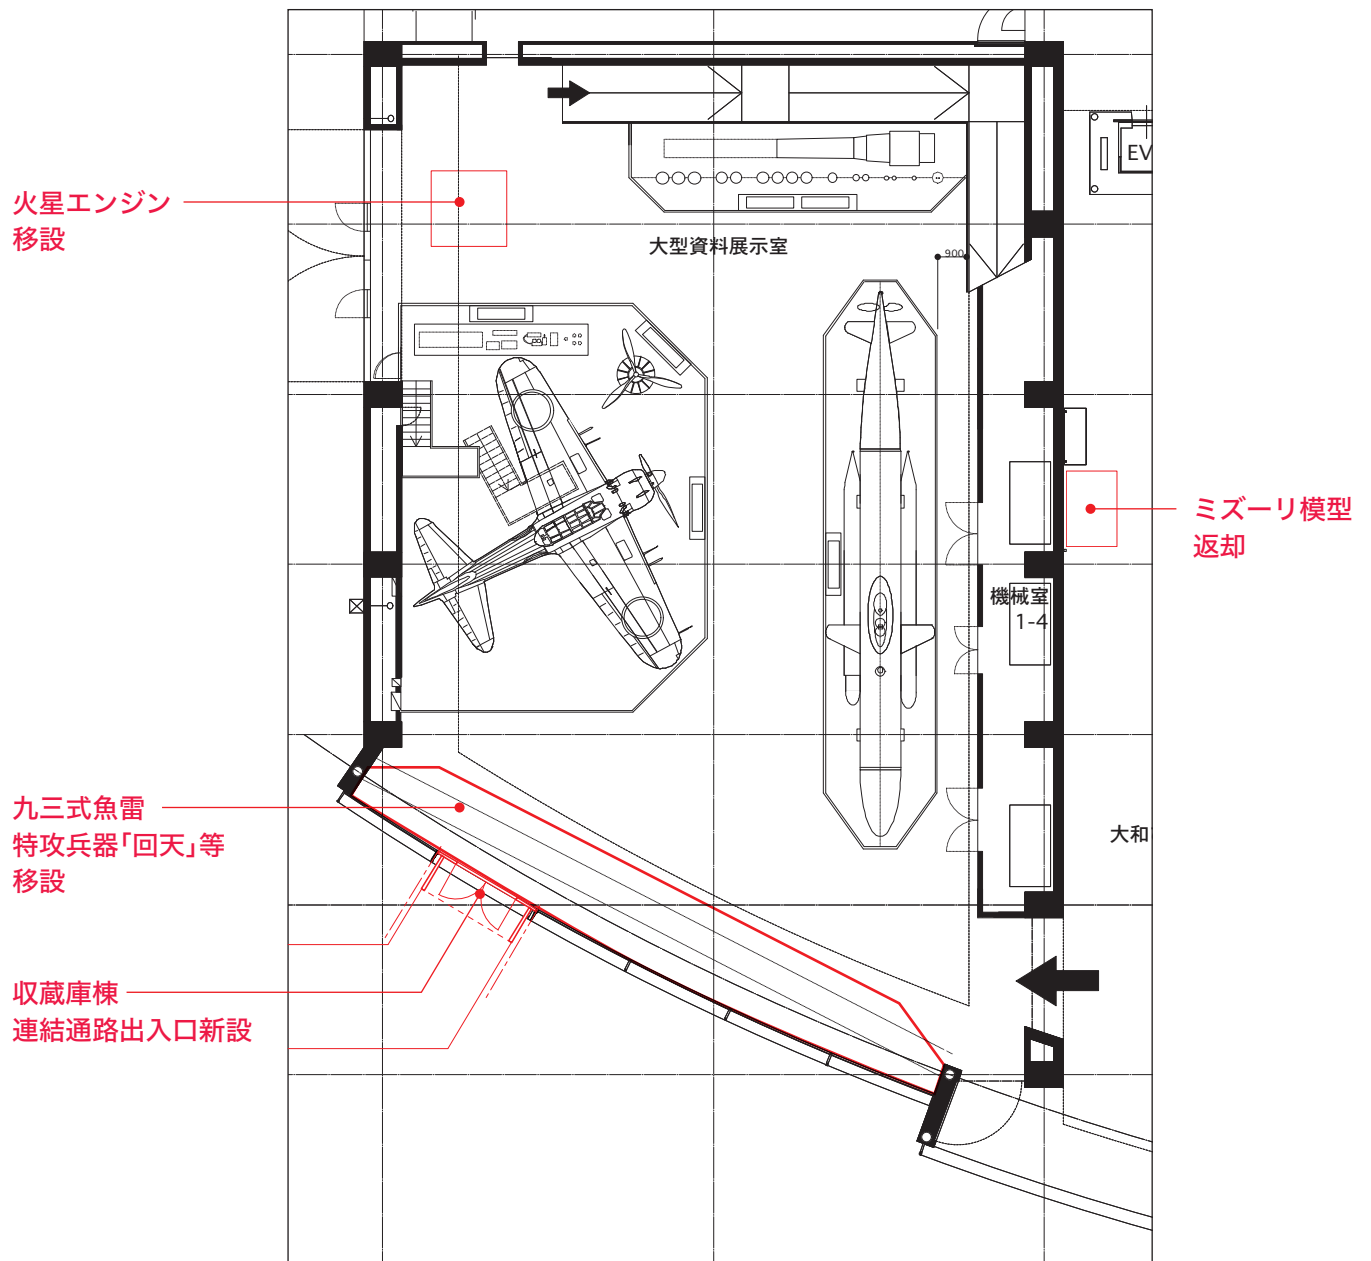 火星エンジン
移設
EV
大型資料展示室
900
ミズーリ模型
返却
機械室
1-4
九三式魚雷
特攻兵器「回天」等
移設
大和
収蔵庫棟
連結通路出入口新設